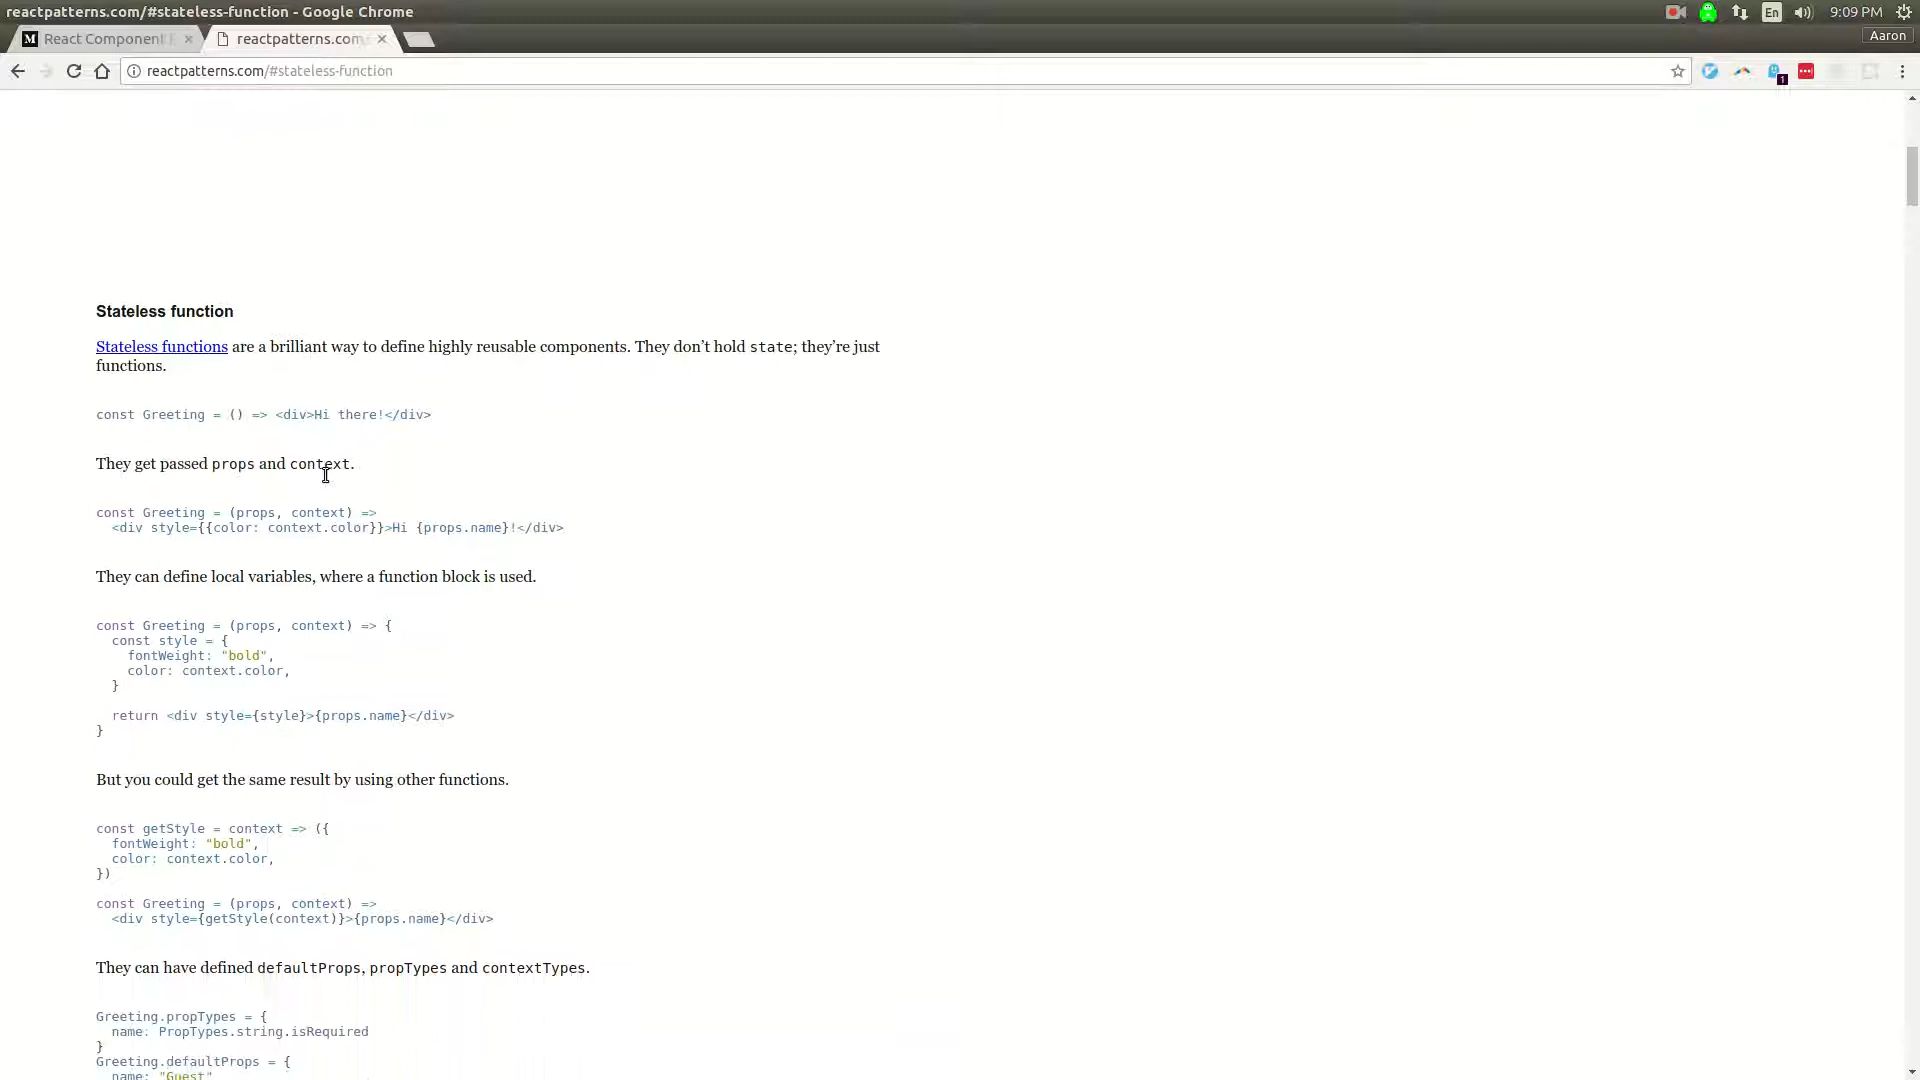 reactpatterns.com/#stateless-function - Google Chrome
En
9:09 PM
React Component
reactpatterns.com
Aaron
reactpatterns.com/#stateless-function
1
Stateless function
Stateless functions are a brilliant way to define highly reusable components. They don’t hold state; they’re just
functions.
const Greeting = () => <div>Hi there!</div>
They get passed props and context.
const Greeting = (props, context) =>
  <div style={{color: context.color}}>Hi {props.name}!</div>
They can define local variables, where a function block is used.
const Greeting = (props, context) => {
  const style = {
    fontWeight: "bold",
    color: context.color,
  }
  return <div style={style}>{props.name}</div>
}
But you could get the same result by using other functions.
const getStyle = context => ({
  fontWeight: "bold",
  color: context.color,
})
const Greeting = (props, context) =>
  <div style={getStyle(context)}>{props.name}</div>
They can have defined defaultProps, propTypes and contextTypes.
Greeting.propTypes = {
  name: PropTypes.string.isRequired
}
Greeting.defaultProps = {
  name: "Guest"